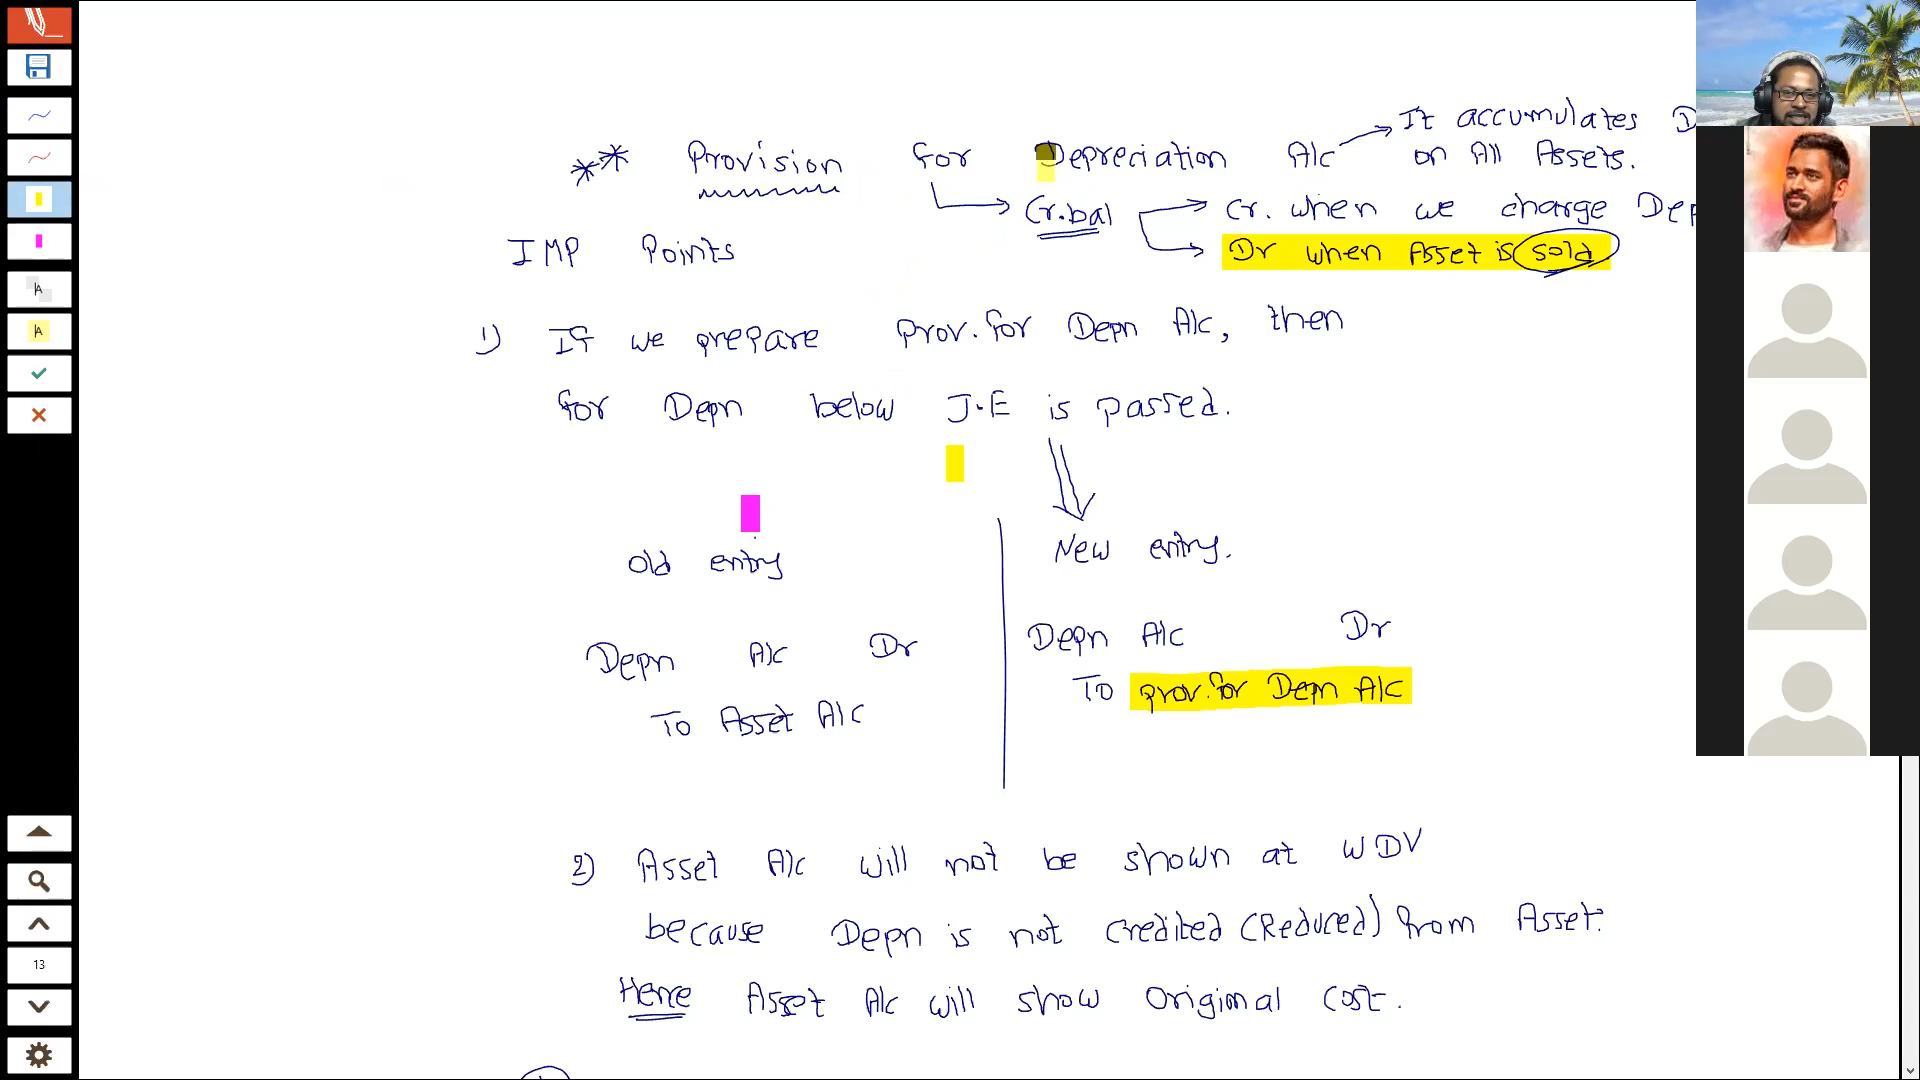 ** Provision for Depreciation A/c → It accumulates D
on All Assets.
Cr.bal Cr. when we charge Dep
IMP Points Dr when Asset is sold
1) If we prepare Prov. for Depn A/c, then
for Depn below J.E is passed.
Old entry
New entry.
Depn A/c Dr
To Asset A/c
Depn A/c Dr
To prov. for Depn A/c
2) Asset A/c will not be shown at WDV
because Depn is not credited (Reduced) from Asset.
Hence Asset A/c will show Original Cost.
13